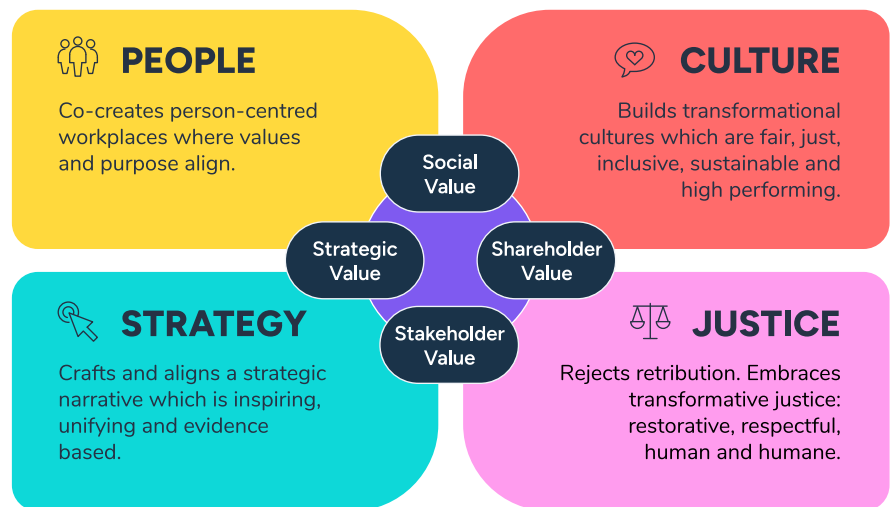 PEOPLE
Co-creates person-centred
workplaces where values
and purpose align.
CULTURE
Builds transformational
cultures which are fair, just,
inclusive, sustainable and
high performing.
Social
Value
Strategic
Value
Shareholder
Value
Stakeholder
Value
STRATEGY
Crafts and aligns a strategic
narrative which is inspiring,
unifying and evidence
based.
JUSTICE
Rejects retribution. Embraces
transformative justice:
restorative, respectful,
human and humane.